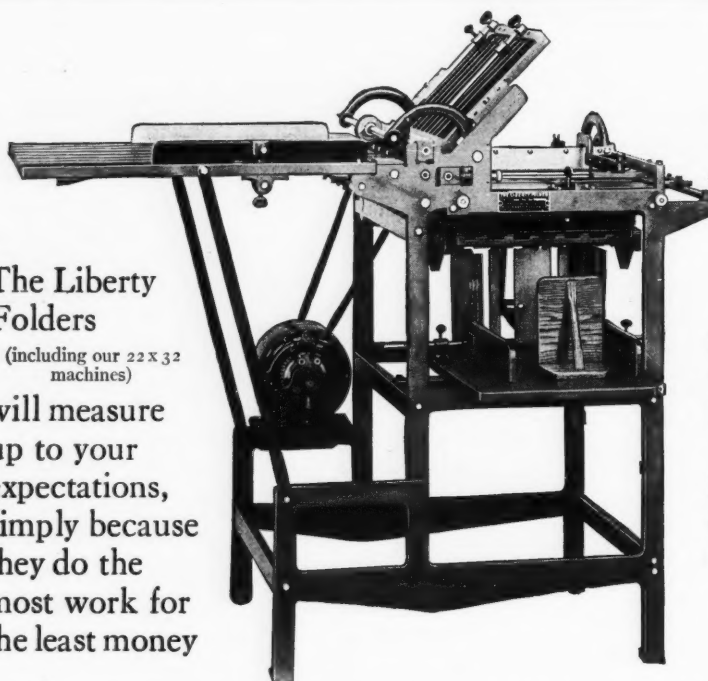 The Liberty
Folders
(including our 22 x 32
machines)
will measure
up to your
expectations,
simply because
they do the
most work for
the least money